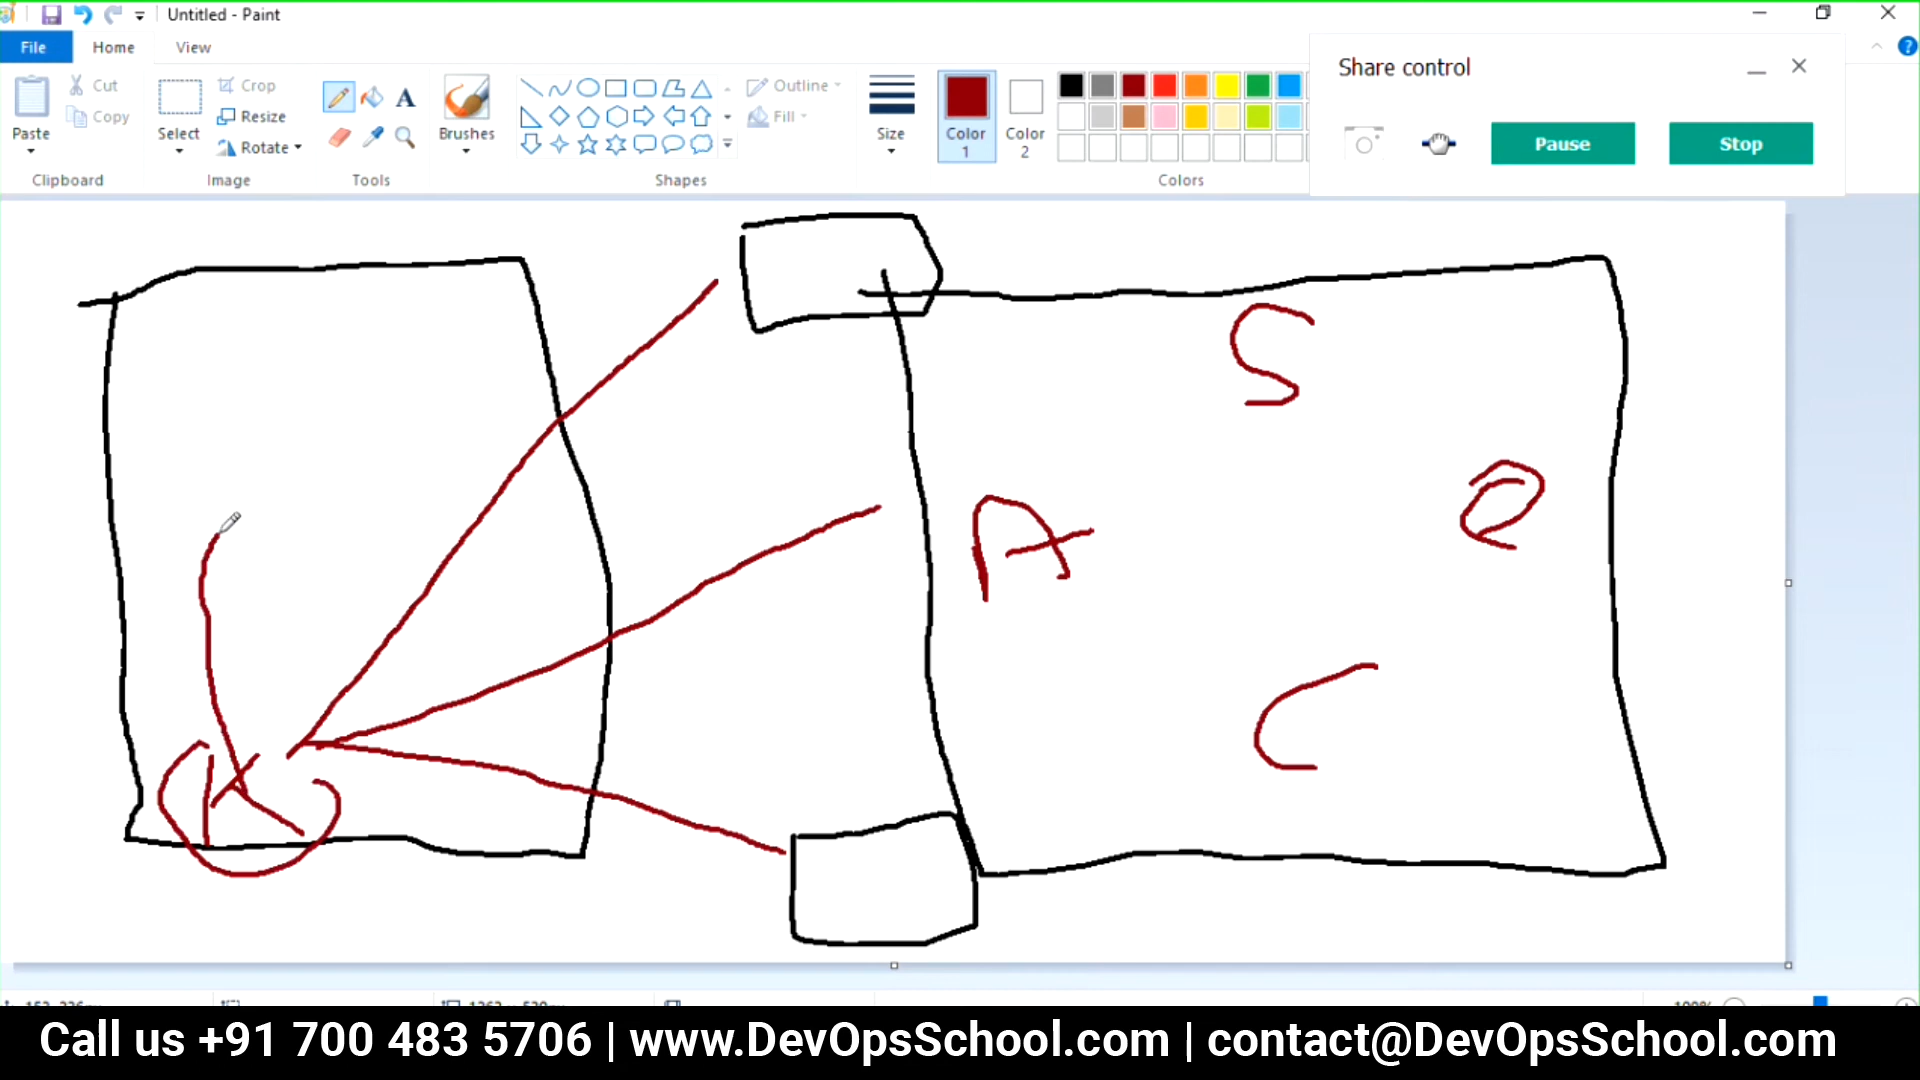 Untitled - Paint
File Home View
Share control
Paste
Cut
Copy
Clipboard
Select
Crop
Resize
Rotate
Image
A
Tools
Brushes
Shapes
Outline
Fill
Size
Color 1
Color 2
Colors
Pause Stop
S
A
e
C
K
Call us +91 700 483 5706 | www.DevOpsSchool.com | contact@DevOpsSchool.com